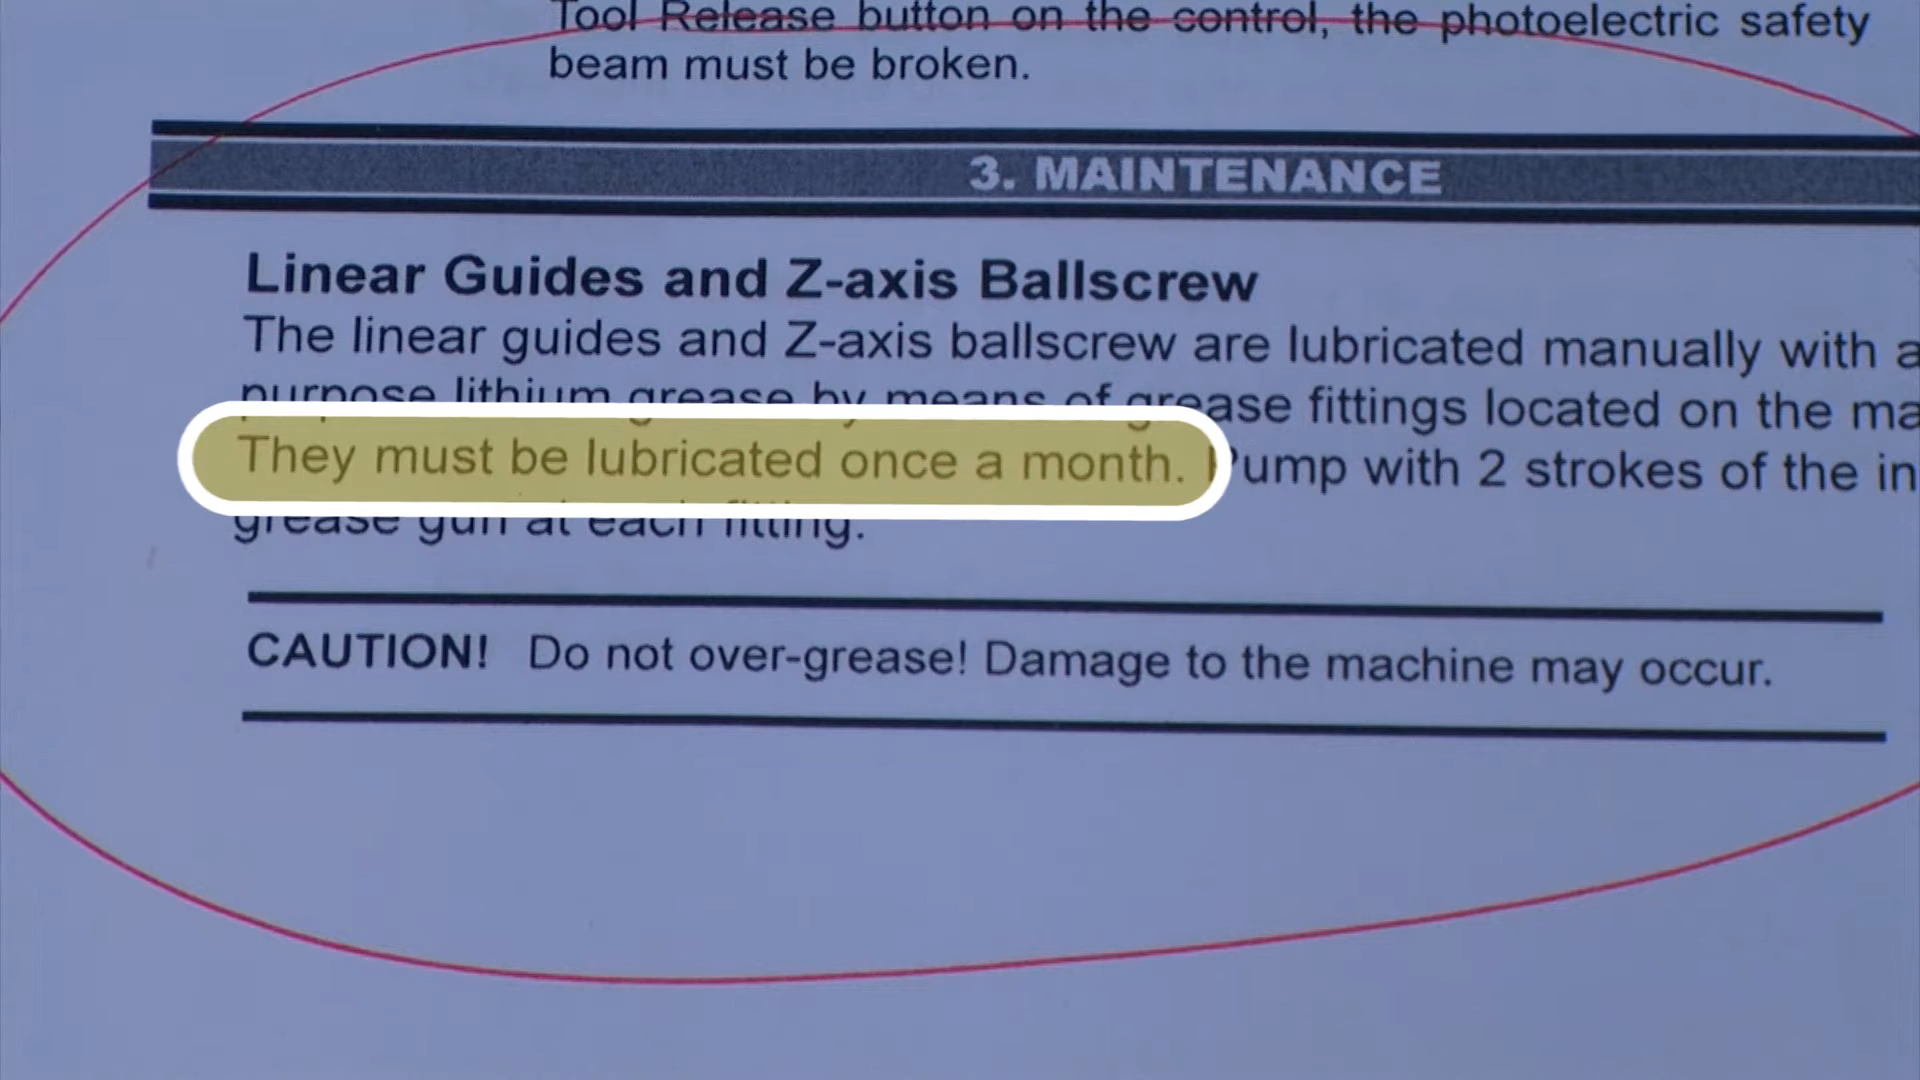 Tool Release button on the control, the photoelectric safety
beam must be broken.
3. MAINTENANCE
Linear Guides and Z-axis Ballscrew
The linear guides and Z-axis ballscrew are lubricated manually with a
purpose lithium grease by means of grease fittings located on the
They must be lubricated once a month. Pump with 2 strokes of the
grease gun at each fitting.
CAUTION! Do not over-grease! Damage to the machine may occur.